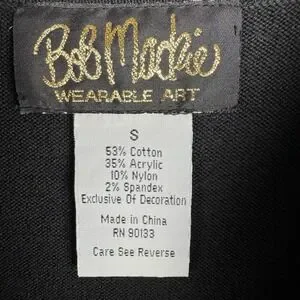 Bob Mackie
WEARABLE ART
S
53% Cotton
35% Acrylic
10% Nylon
2% Spandex
Exclusive Of Decoration
Made in China
RN 90133
Care See Reverse